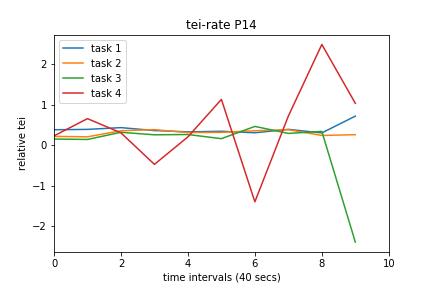 tei-rate P14
task 1
task 2
task 3
task 4
relative tei
2
1
0
−1
−2
0 2 4 6 8 10
time intervals (40 secs)